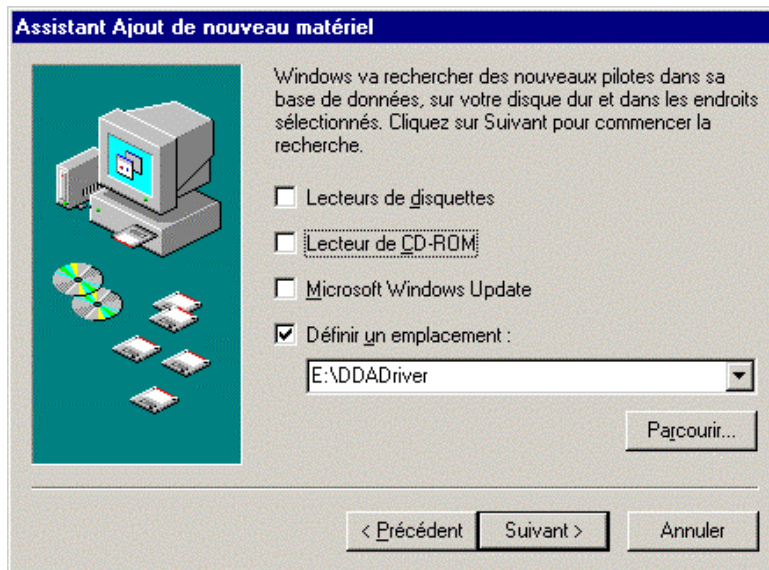 Assistant Ajout de nouveau matériel
Windows va rechercher des nouveaux pilotes dans sa
base de données, sur votre disque dur et dans les endroits
sélectionnés. Cliquez sur Suivant pour commencer la
recherche.
Lecteurs de disquettes
Lecteur de CD-ROM
Microsoft Windows Update
Définir un emplacement :
E:\DDADriver
Parcourir...
< Précédent
Suivant >
Annuler